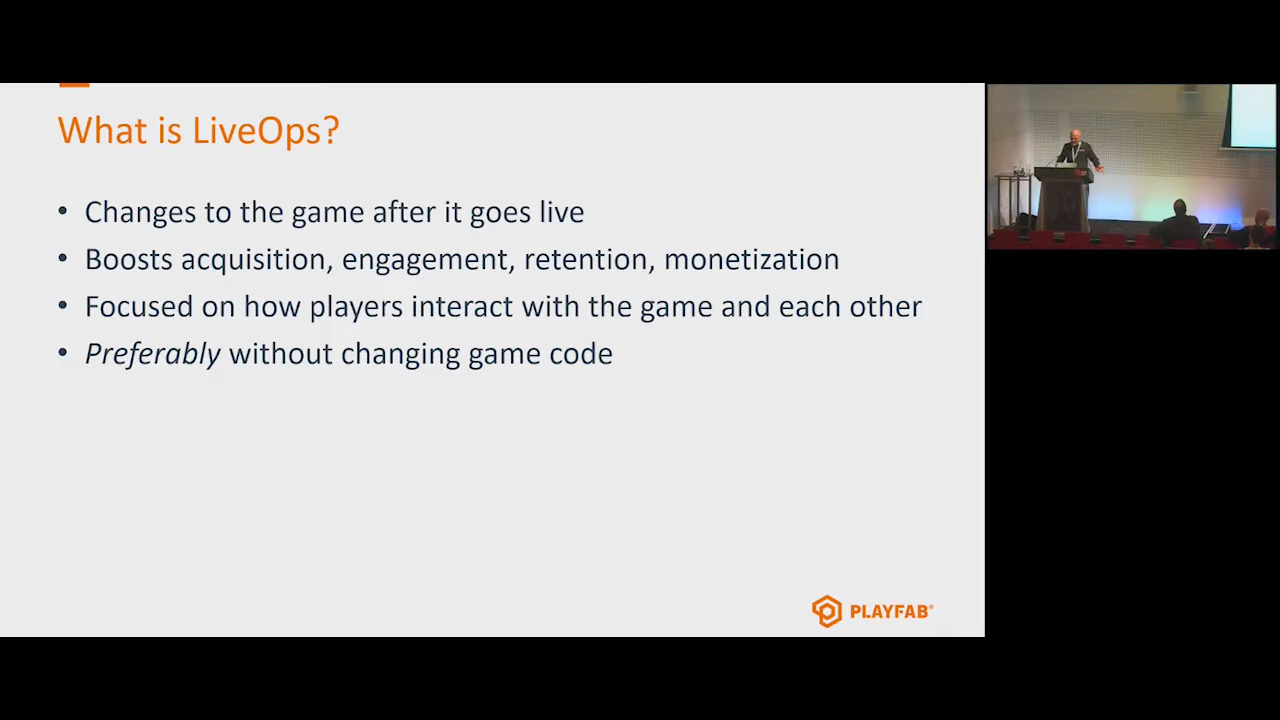 What is LiveOps?
• Changes to the game after it goes live
• Boosts acquisition, engagement, retention, monetization
• Focused on how players interact with the game and each other
• Preferably without changing game code
PLAYFAB®